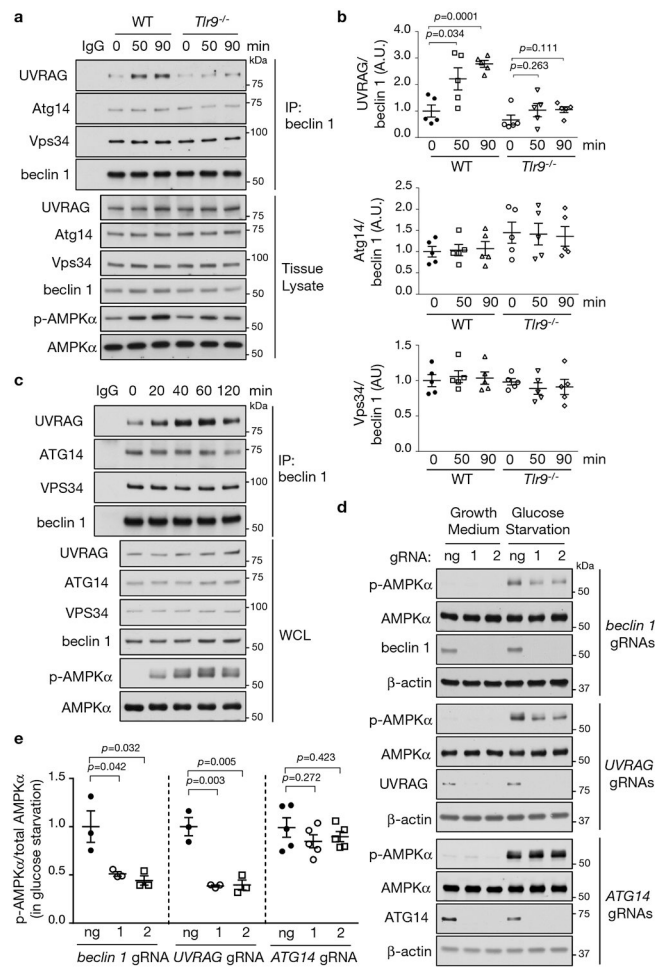 a
WT Tlr9-/-
IgG 0 50 90 0 50 90 min
kDa
UVRAG
75
Atg14
75
Vps34
100
beclin 1
50
IP:
beclin 1
UVRAG
75
Atg14
75
Vps34
100
beclin 1
50
p-AMPKα
50
AMPKα
50
Tissue
Lysate
b
UVRAG/
beclin 1 (A.U.)
p=0.0001
p=0.034
p=0.111
p=0.263
4.0
3.0
2.0
1.0
0
0 50 90 0 50 90 min
WT Tlr9-/-
Atg14/
beclin 1 (A.U.)
2.5
2.0
1.5
1.0
0.5
0
0 50 90 0 50 90 min
WT Tlr9-/-
Vps34/
beclin 1 (AU)
1.5
1.0
0.5
0
0 50 90 0 50 90 min
WT Tlr9-/-
c
IgG 0 20 40 60 120 min
kDa
UVRAG
75
ATG14
75
VPS34
100
beclin 1
50
IP:
beclin 1
UVRAG
75
ATG14
75
VPS34
100
beclin 1
50
p-AMPKα
50
AMPKα
50
WCL
d
Growth Glucose
Medium Starvation
gRNA: ng 1 2 ng 1 2
kDa
p-AMPKα
50
AMPKα
50
beclin 1
50
β-actin
37
beclin 1
gRNAs
p-AMPKα
50
AMPKα
50
UVRAG
75
β-actin
37
UVRAG
gRNAs
p-AMPKα
50
AMPKα
50
ATG14
75
β-actin
37
ATG14
gRNAs
e
p-AMPKα/total AMPKα
(in glucose starvation)
p=0.032
p=0.042
p=0.005
p=0.003
p=0.423
p=0.272
1.5
1.0
0.5
0
ng 1 2 ng 1 2 ng 1 2
beclin 1 gRNA UVRAG gRNA ATG14 gRNA